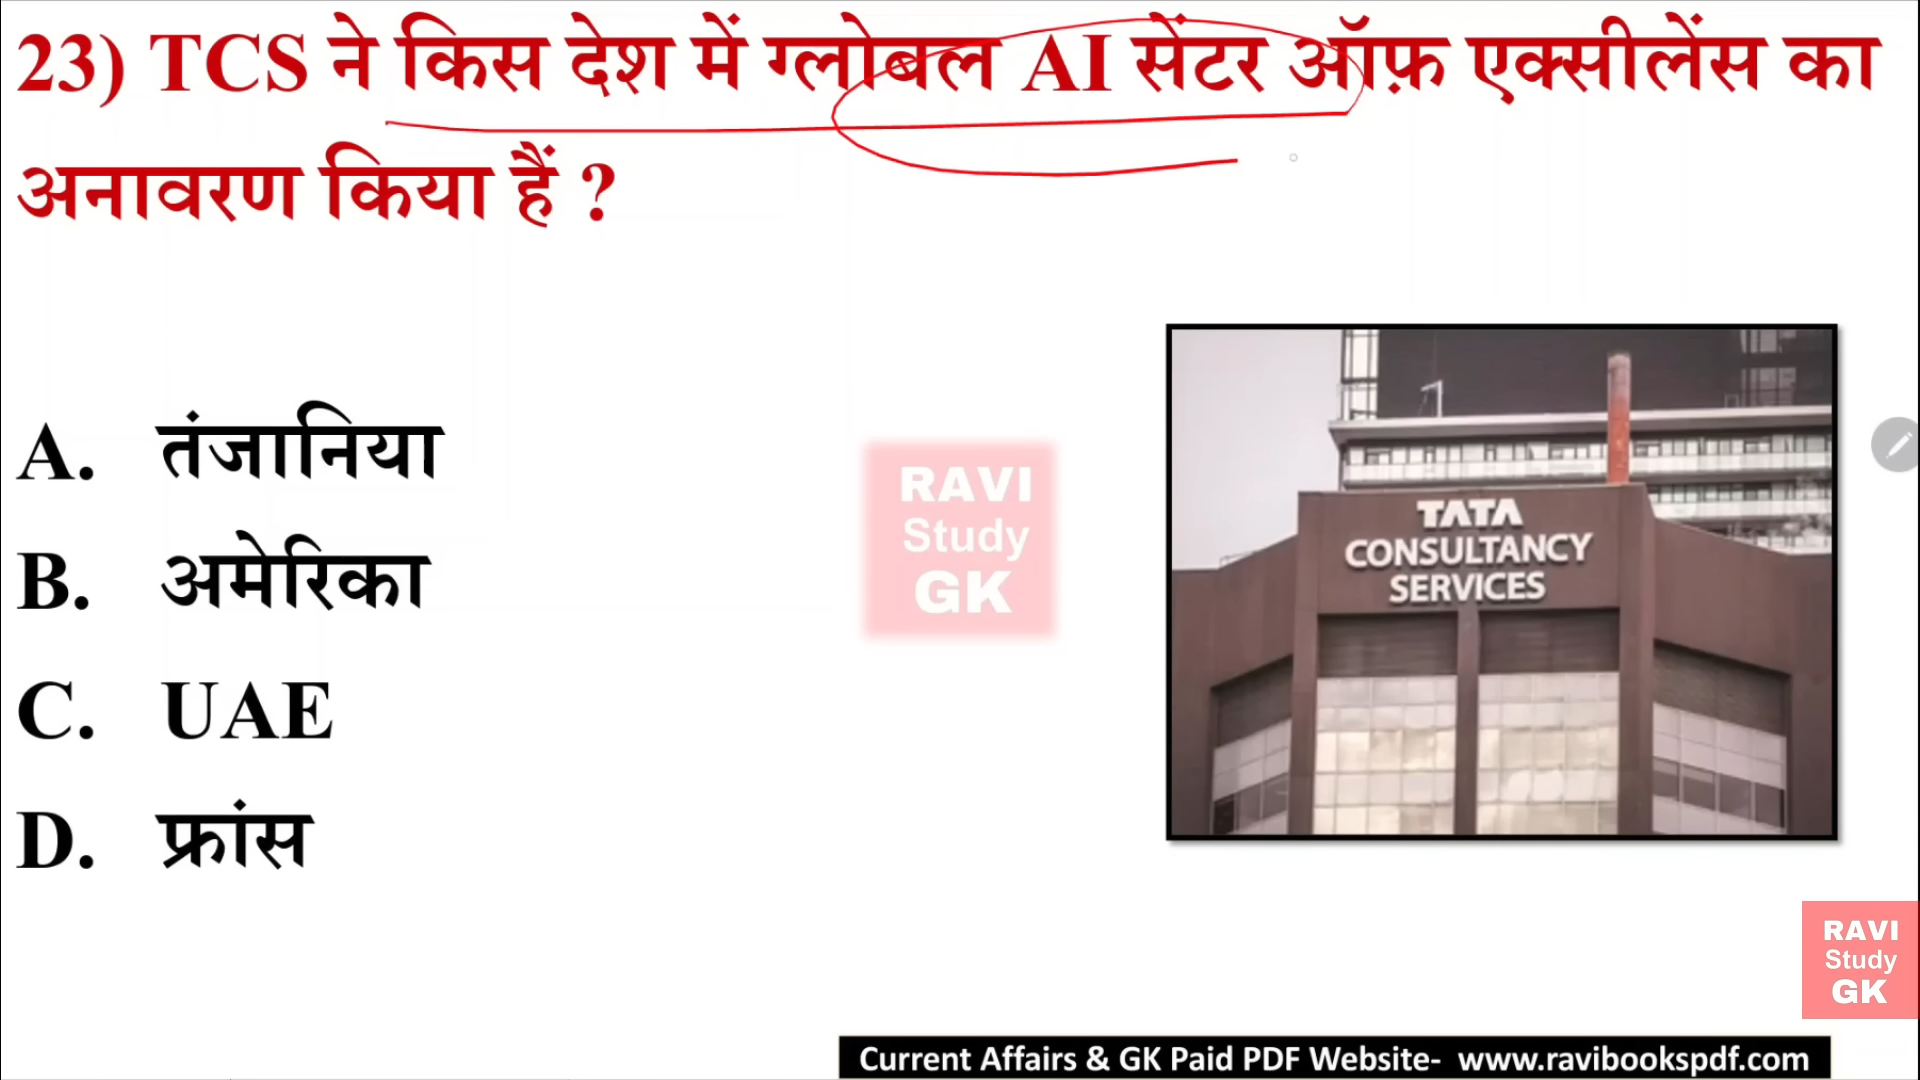 23) TCS ने किस देश में ग्लोबल AI सेंटर ऑफ़ एक्सीलेंस का
अनावरण किया हैं ?
A. तंजानिया
B. अमेरिका
C. UAE
D. फ्रांस
RAVI
Study
GK
TATA
CONSULTANCY
SERVICES
RAVI
Study
GK
Current Affairs & GK Paid PDF Website- www.ravibookspdf.com